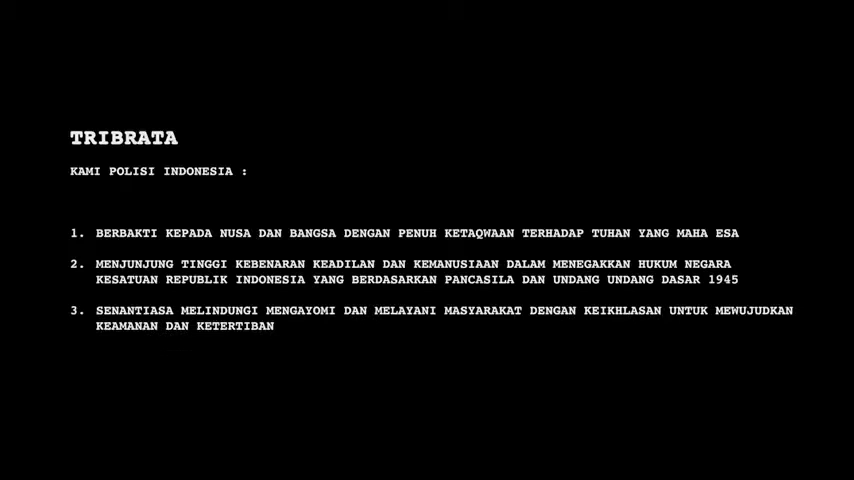 TRIBRATA
KAMI POLISI INDONESIA :
1. BERBAKTI KEPADA NUSA DAN BANGSA DENGAN PENUH KETAQWAAN TERHADAP TUHAN YANG MAHA ESA
2. MENJUNJUNG TINGGI KEBENARAN KEADILAN DAN KEMANUSIAAN DALAM MENEGAKKAN HUKUM NEGARA
KESATUAN REPUBLIK INDONESIA YANG BERDASARKAN PANCASILA DAN UNDANG UNDANG DASAR 1945
3. SENANTIASA MELINDUNGI MENGAYOMI DAN MELAYANI MASYARAKAT DENGAN KEIKHLASAN UNTUK MEWUJUDKAN
KEAMANAN DAN KETERTIBAN